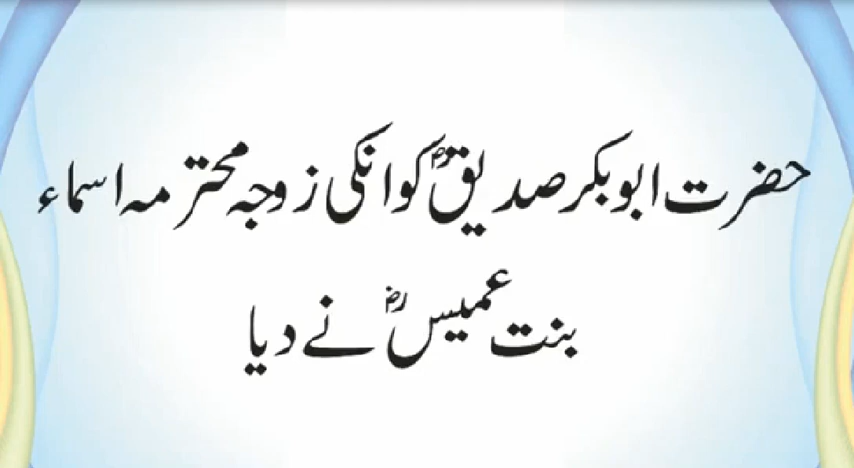 حضرت ابوبکر صدیقؓ کو انکی زوجہ محترمہ اسماء
بنت عمیسؓ نے دیا